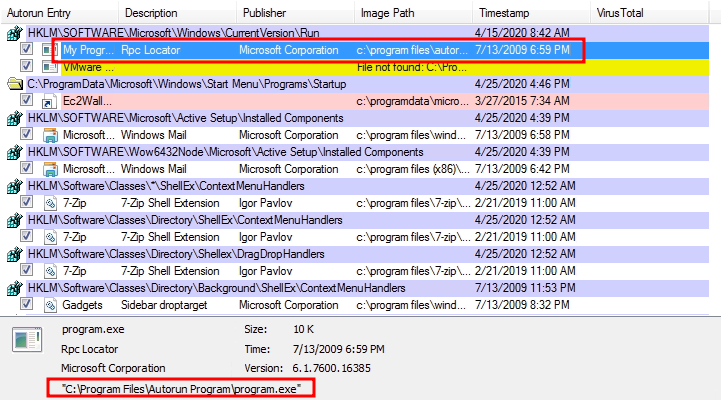 Autorun Entry Description Publisher Image Path Timestamp VirusTotal
HKLM\SOFTWARE\Microsoft\Windows\CurrentVersion\Run 4/15/2020 8:42 AM
My Progr... Rpc Locator Microsoft Corporation c:\program files\autor... 7/13/2009 6:59 PM
VMware ... File not found: C:\Pro...
C:\ProgramData\Microsoft\Windows\Start Menu\Programs\Startup 4/25/2020 4:46 PM
Ec2Wall... c:\programdata\micro... 3/27/2015 7:34 AM
HKLM\SOFTWARE\Microsoft\Active Setup\Installed Components 4/25/2020 4:39 PM
Microsoft... Windows Mail Microsoft Corporation c:\program files\wind... 7/13/2009 6:58 PM
HKLM\SOFTWARE\Wow6432Node\Microsoft\Active Setup\Installed Components 4/25/2020 4:39 PM
Microsoft... Windows Mail Microsoft Corporation c:\program files (x86)\... 7/13/2009 6:42 PM
HKLM\Software\Classes\*\ShellEx\ContextMenuHandlers 4/25/2020 12:52 AM
7-Zip 7-Zip Shell Extension Igor Pavlov c:\program files\7-zip\... 2/21/2019 11:00 AM
HKLM\Software\Classes\Directory\ShellEx\ContextMenuHandlers 4/25/2020 12:52 AM
7-Zip 7-Zip Shell Extension Igor Pavlov c:\program files\7-zip\... 2/21/2019 11:00 AM
HKLM\Software\Classes\Directory\Shellex\DragDropHandlers 4/25/2020 12:52 AM
7-Zip 7-Zip Shell Extension Igor Pavlov c:\program files\7-zip\... 2/21/2019 11:00 AM
HKLM\Software\Classes\Directory\Background\ShellEx\ContextMenuHandlers 7/13/2009 11:53 PM
Gadgets Sidebar droptarget Microsoft Corporation c:\program files\wind... 7/13/2009 8:32 PM
program.exe Size: 10 K
Rpc Locator Time: 7/13/2009 6:59 PM
Microsoft Corporation Version: 6.1.7600.16385
"C:\Program Files\Autorun Program\program.exe"